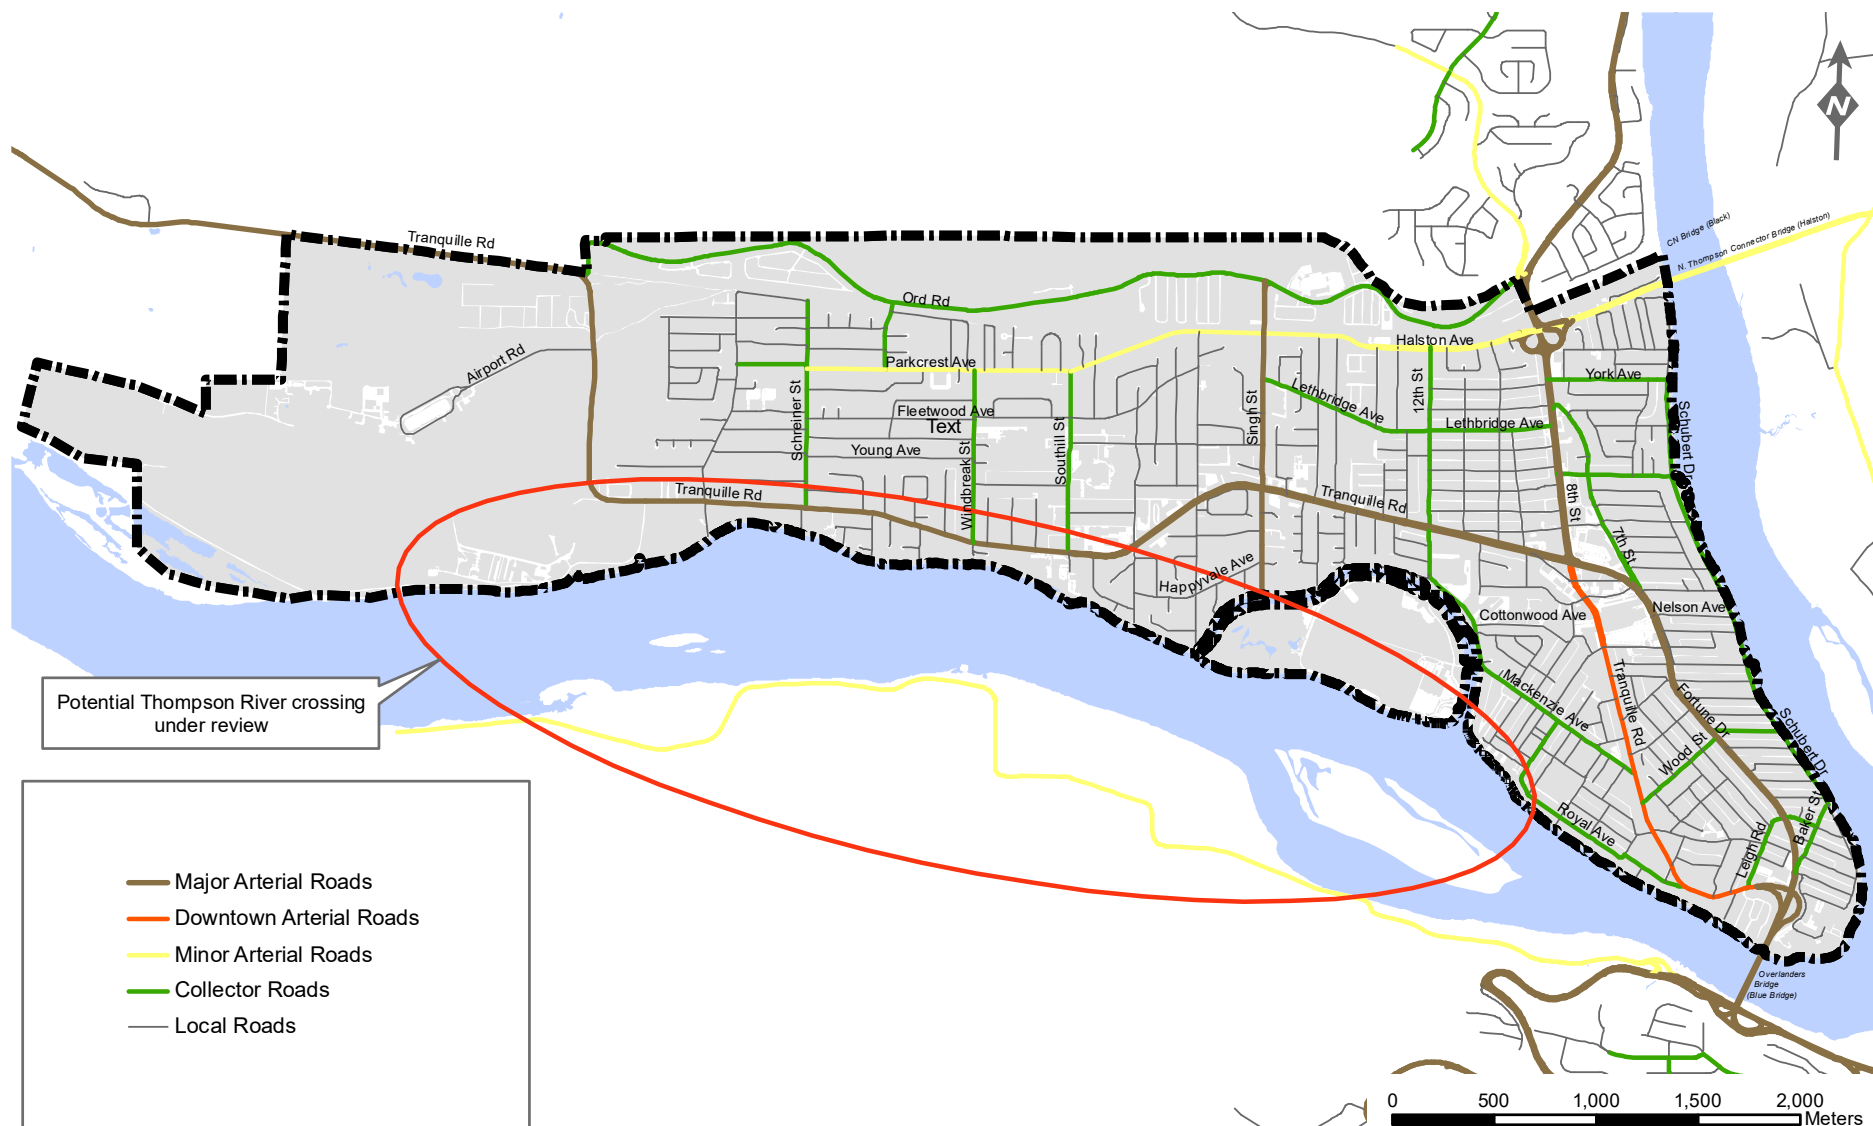 N
CN Bridge (Black)
N. Thompson Connector Bridge (Halston)
Tranquille Rd
Ord Rd
Halston Ave
Airport Rd
Parkcrest Ave
York Ave
Schreiner St
Fleetwood Ave
Text
Singh St
Lethbridge Ave
12th St
Lethbridge Ave
Schubert Dr
Young Ave
Windbreak St
Southill St
Tranquille Rd
Tranquille Rd
8th St
7th St
Happyvale Ave
Cottonwood Ave
Nelson Ave
Potential Thompson River crossing
under review
Mackenzie Ave
Tranquille Rd
Fortune Dr
Schubert Dr
Wood St
Royal Ave
Leigh Rd
Baker St
Major Arterial Roads
Downtown Arterial Roads
Minor Arterial Roads
Collector Roads
Local Roads
Overlanders
Bridge
(Blue Bridge)
0 500 1,000 1,500 2,000
Meters